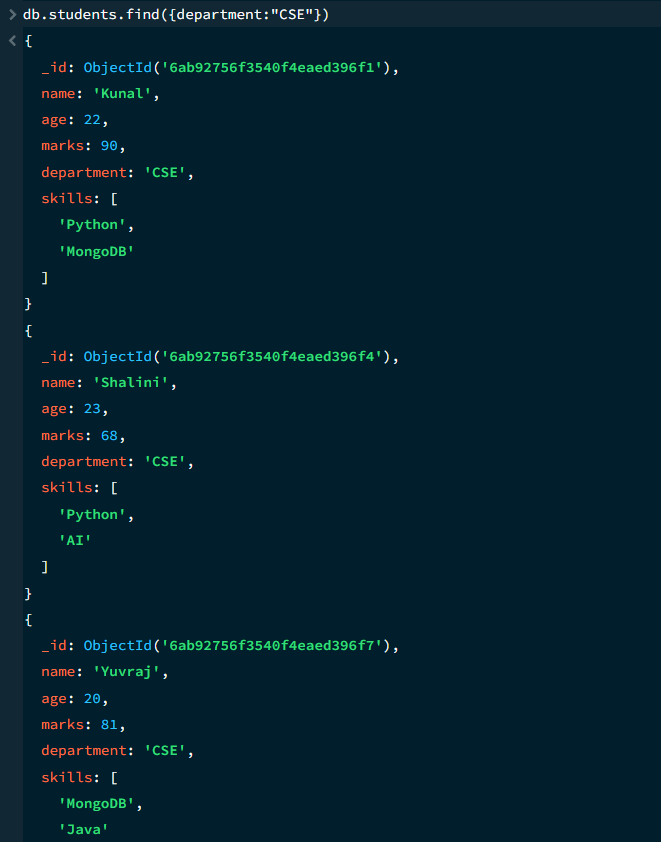 > db.students.find({department:"CSE"})
< {
_id: ObjectId('6ab92756f3540f4eaed396f1'),
name: 'Kunal',
age: 22,
marks: 90,
department: 'CSE',
skills: [
'Python',
'MongoDB'
]
}
{
_id: ObjectId('6ab92756f3540f4eaed396f4'),
name: 'Shalini',
age: 23,
marks: 68,
department: 'CSE',
skills: [
'Python',
'AI'
]
}
{
_id: ObjectId('6ab92756f3540f4eaed396f7'),
name: 'Yuvraj',
age: 20,
marks: 81,
department: 'CSE',
skills: [
'MongoDB',
'Java'